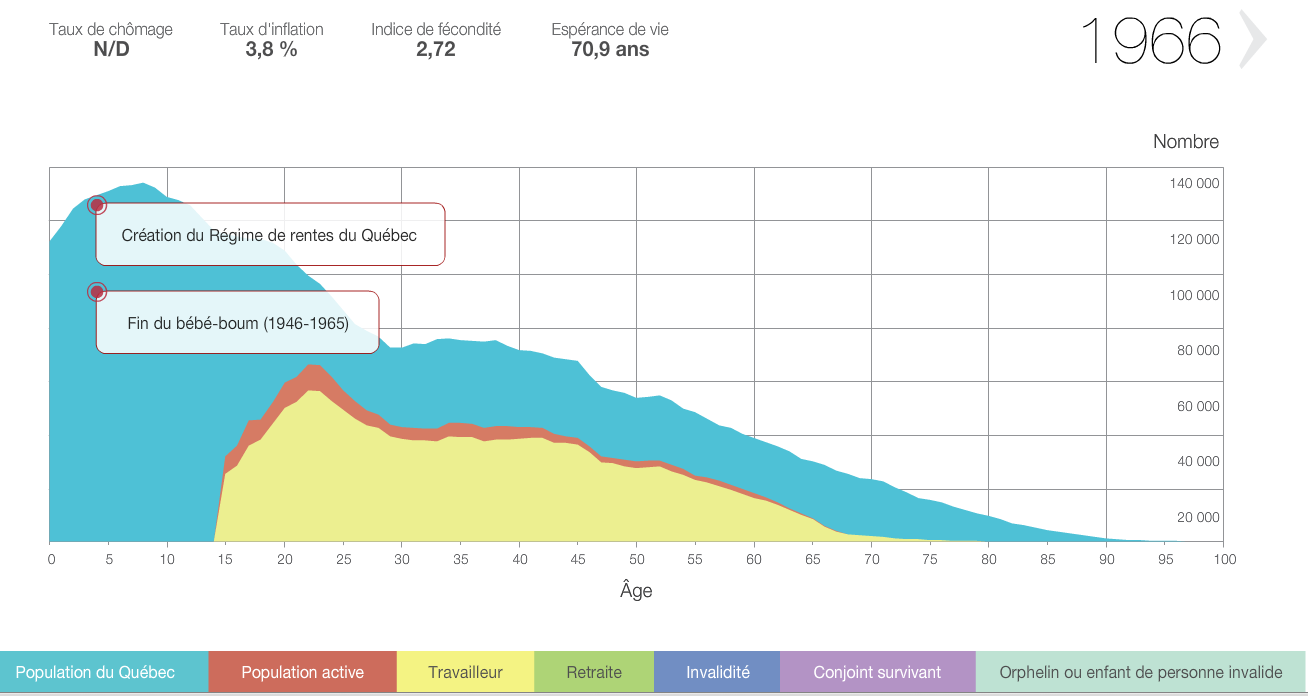 Taux de chômage
N/D
Taux d'inflation
3,8 %
Indice de fécondité
2,72
Espérance de vie
70,9 ans
1966
Nombre
140 000
120 000
100 000
80 000
60 000
40 000
20 000
Création du Régime de rentes du Québec
Fin du bébé-boum (1946-1965)
0 5 10 15 20 25 30 35 40 45 50 55 60 65 70 75 80 85 90 95 100
Âge
Population du Québec
Population active
Travailleur
Retraite
Invalidité
Conjoint survivant
Orphelin ou enfant de personne invalide